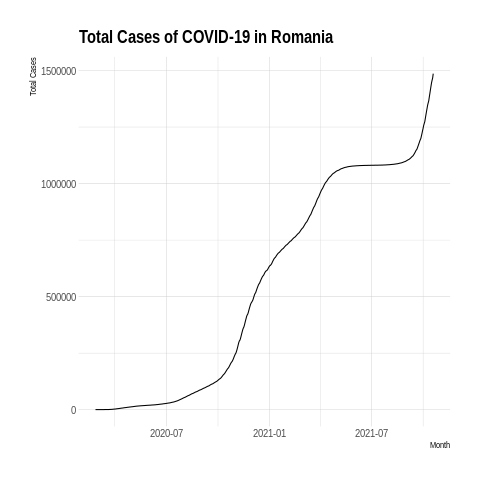 Total Cases of COVID-19 in Romania
Total Cases
1500000
1000000
500000
0
2020-07 2021-01 2021-07
Month